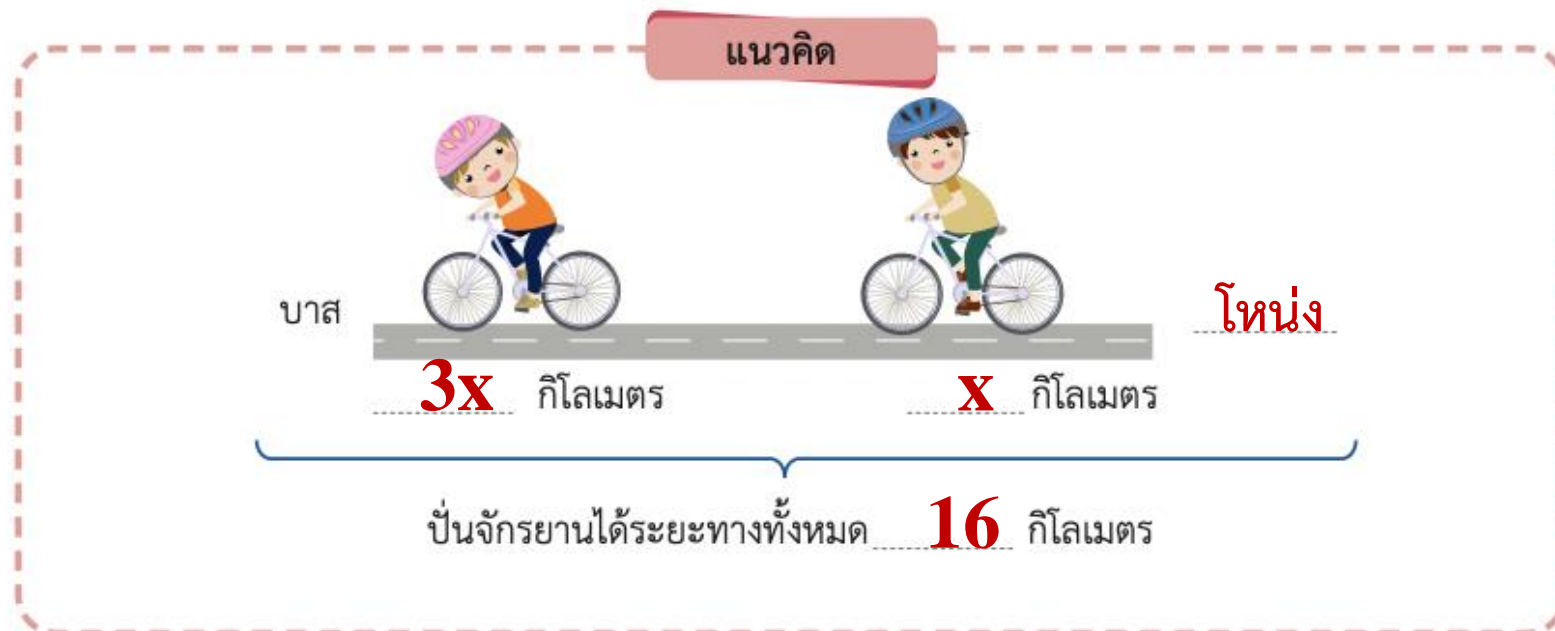 แนวคิด
บาส โหน่ง
3x กิโลเมตร x กิโลเมตร
ปั่นจักรยานได้ระยะทางทั้งหมด 16 กิโลเมตร